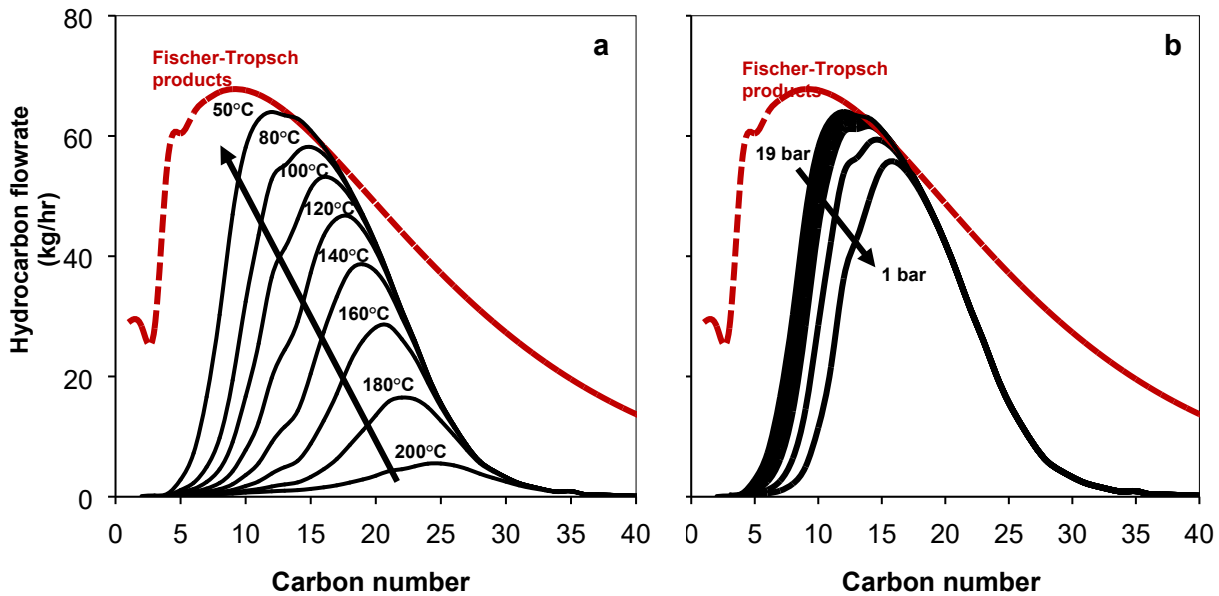 80
60
40
20
0
Hydrocarbon flowrate
(kg/hr)
a
Fischer-Tropsch
products
50°C
80°C
100°C
120°C
140°C
160°C
180°C
200°C
0 5 10 15 20 25 30 35 40
Carbon number
b
Fischer-Tropsch
products
19 bar
1 bar
0 5 10 15 20 25 30 35 40
Carbon number